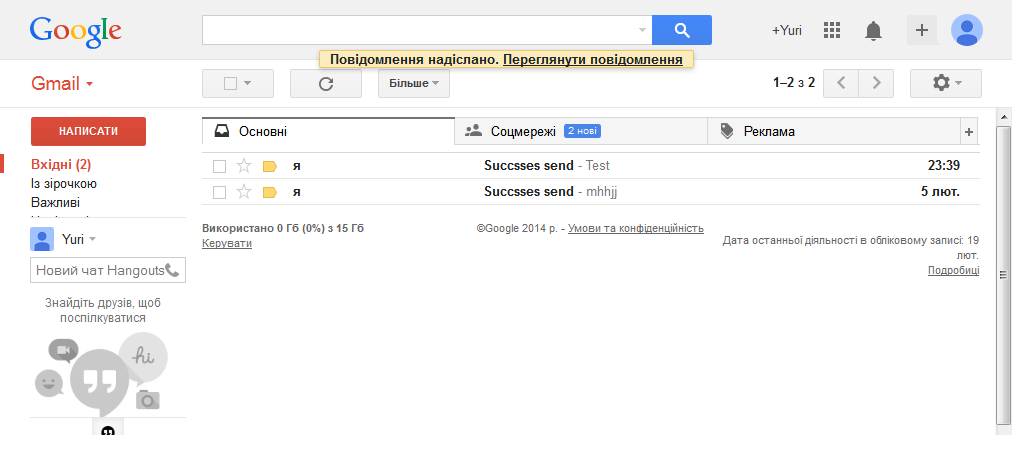 Google
+Yuri
Повідомлення надіслано. Переглянути повідомлення
Gmail
Більше
1–2 з 2
НАПИСАТИ
Основні
Соцмережі
2 нові
Реклама
+
Вхідні (2)
Із зірочкою
Важливі
я Succsses send - Test 23:39
я Succsses send - mhhjj 5 лют.
Використано 0 Гб (0%) з 15 Гб
Керувати
©Google 2014 р. - Умови та конфіденційність
Дата останньої діяльності в обліковому записі: 19
лют.
Подробиці
Yuri
Новий чат Hangouts
Знайдіть друзів, щоб
поспілкуватися
hi